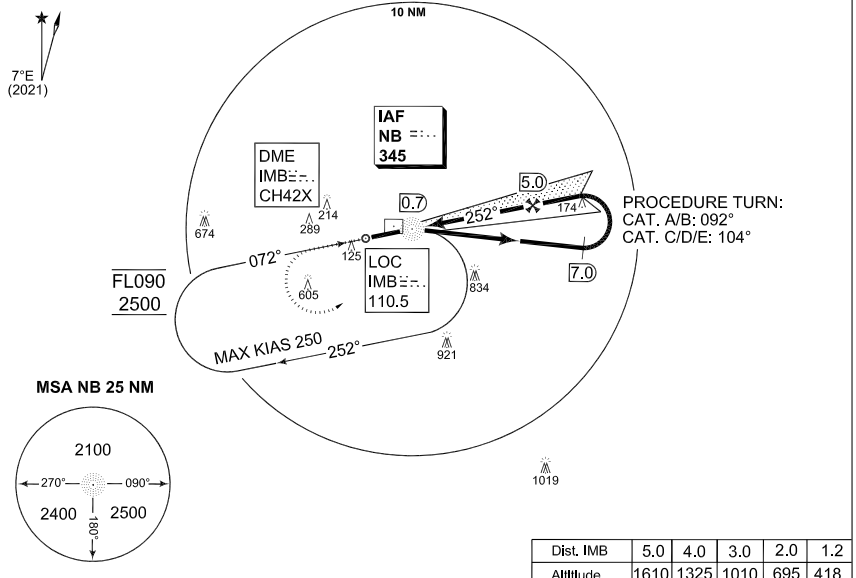 10 NM
7°E
(2021)
IAF
NB
345
DME
IMB
CH42X
214
289
674
0.7
5.0
252°
174
PROCEDURE TURN:
CAT. A/B: 092°
CAT. C/D/E: 104°
7.0
125
072°
LOC
IMB
110.5
FL090
2500
605
834
MAX KIAS 250
252°
921
MSA NB 25 NM
2100
270°
090°
2400
180°
2500
1019
Dist. IMB 5.0 4.0 3.0 2.0 1.2
Altitude 1610 1325 1010 695 418